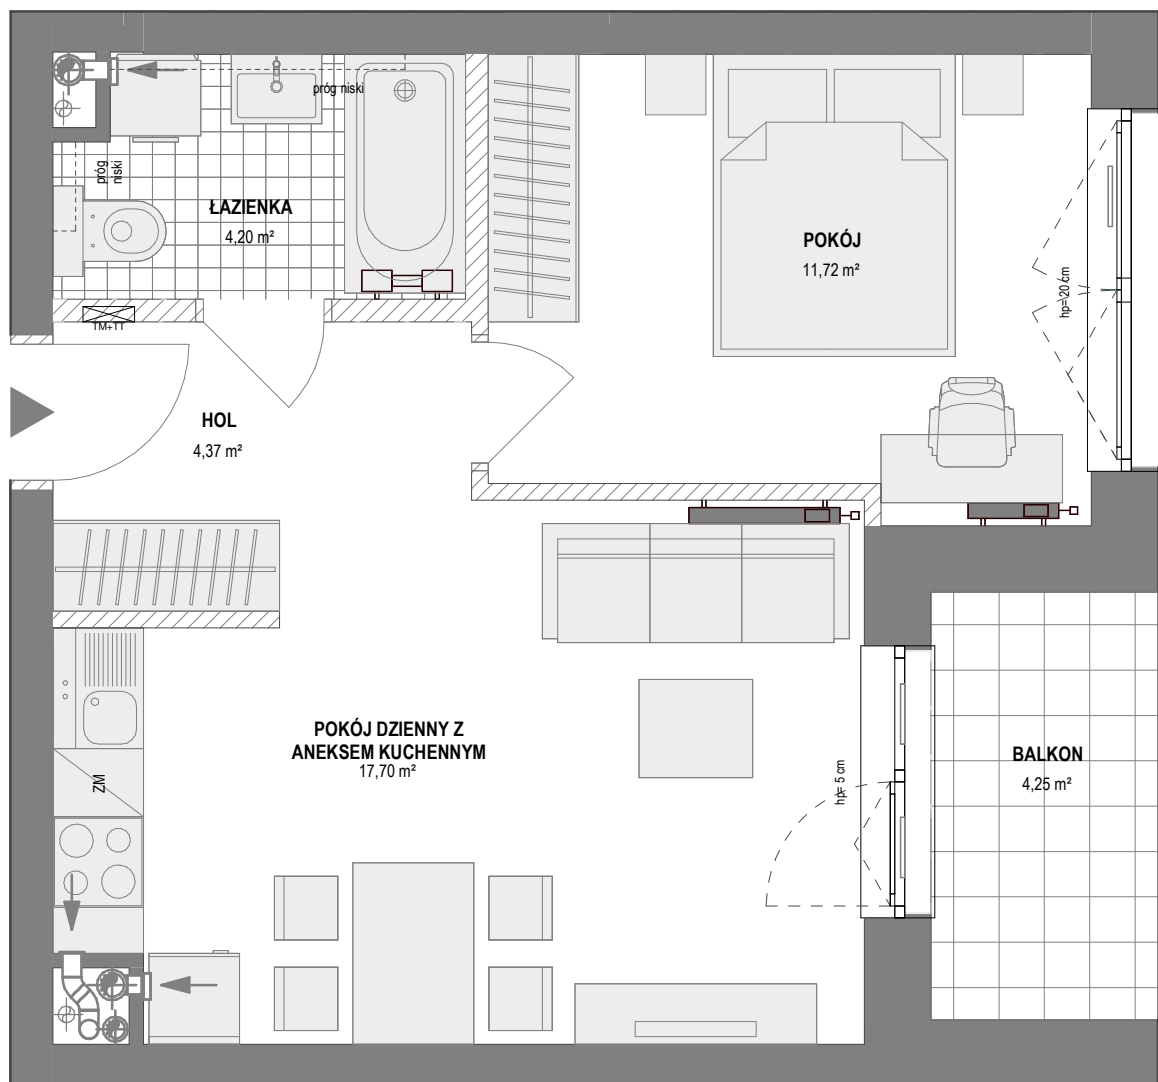 próg niski
próg
niski
ŁAZIENKA
4,20 m²
POKÓJ
11,72 m²
hp= 20 cm
TM+TT
HOL
4,37 m²
POKÓJ DZIENNY Z
ANEKSEM KUCHENNYM
17,70 m²
ZM
hp= 5 cm
BALKON
4,25 m²